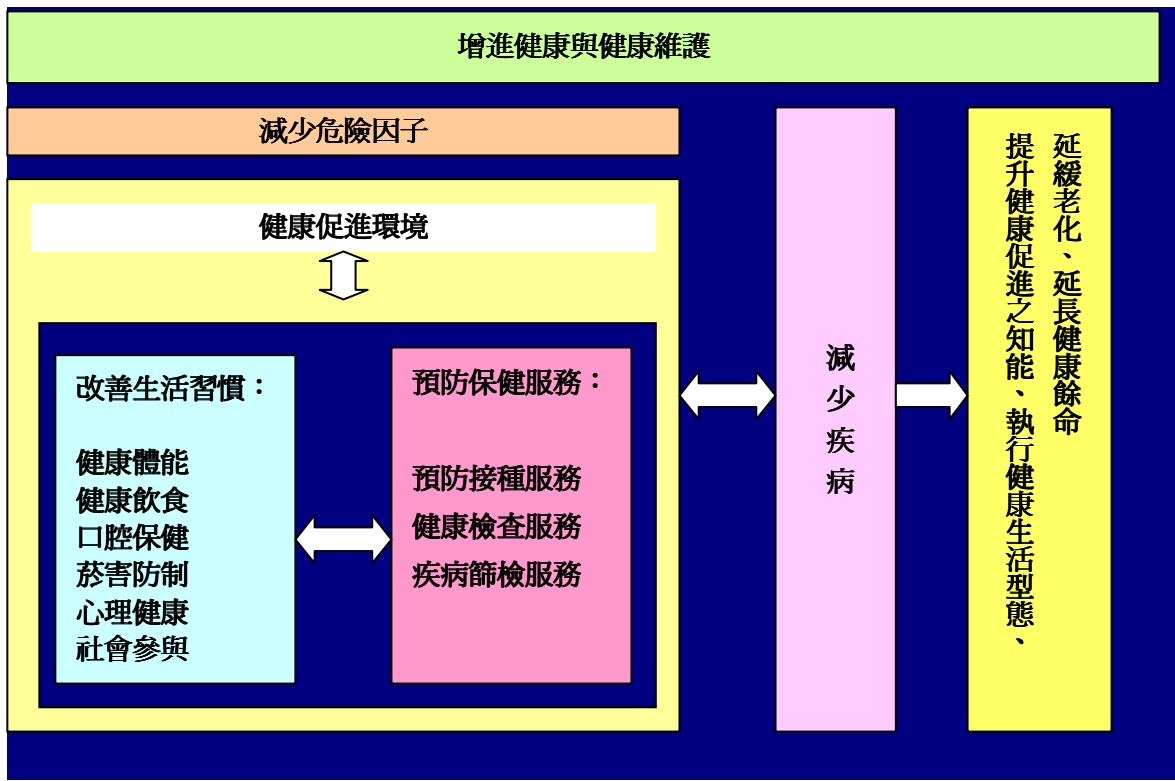 增進健康與健康維護
減少危險因子
健康促進環境
改善生活習慣：
健康體能
健康飲食
口腔保健
菸害防制
心理健康
社會參與
預防保健服務：
預防接種服務
健康檢查服務
疾病篩檢服務
減少疾病
提升健康促進之知能、執行健康生活型態、
延緩老化、延長健康餘命